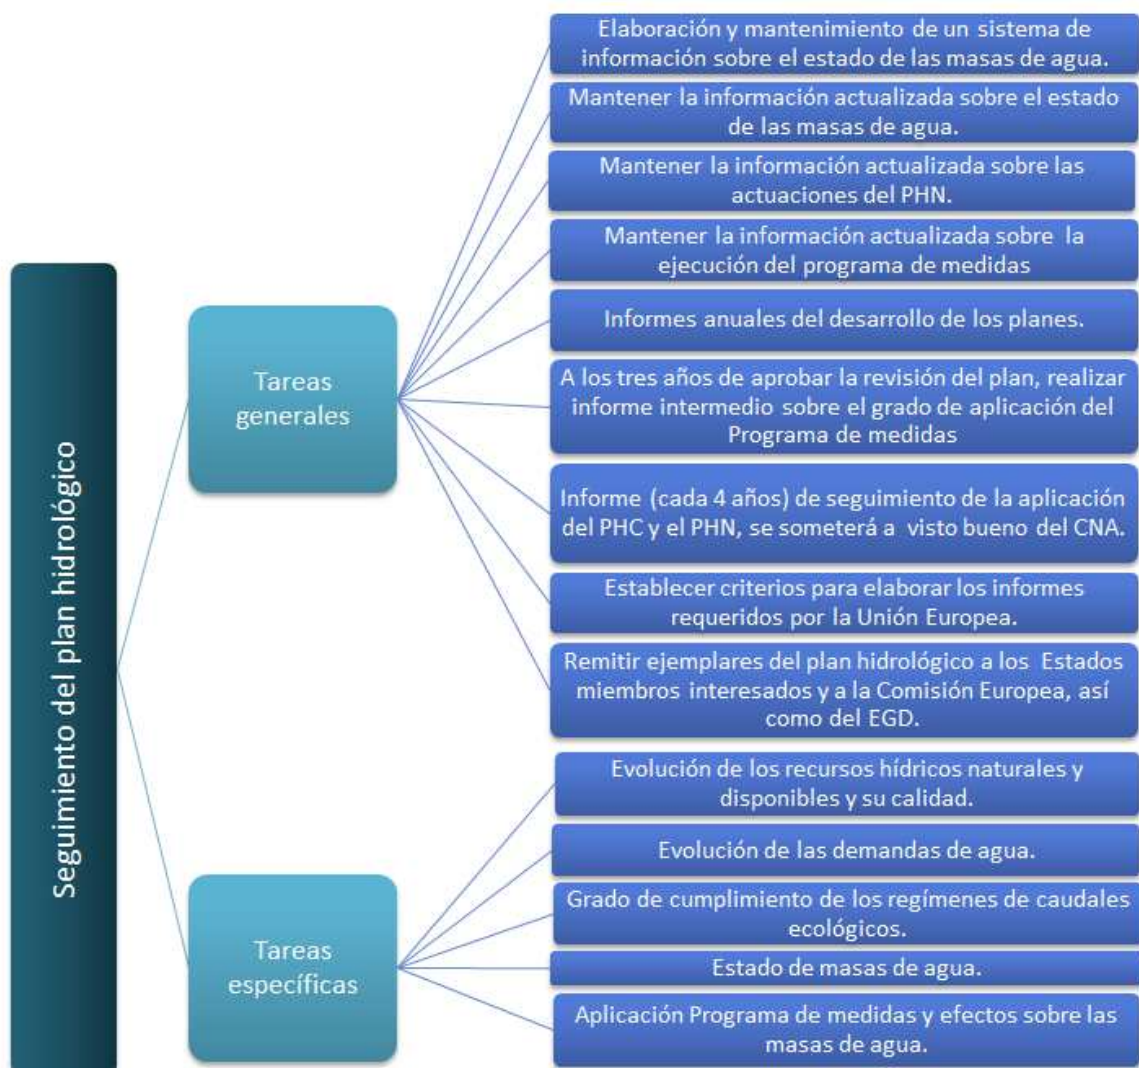 Seguimiento del plan hidrológico
Tareas
generales
Elaboración y mantenimiento de un sistema de
información sobre el estado de las masas de agua.
Mantener la información actualizada sobre el estado
de las masas de agua.
Mantener la información actualizada sobre las
actuaciones del PHN.
Mantener la información actualizada sobre la
ejecución del programa de medidas
Informes anuales del desarrollo de los planes.
A los tres años de aprobar la revisión del plan, realizar
informe intermedio sobre el grado de aplicación del
Programa de medidas
Informe (cada 4 años) de seguimiento de la aplicación
del PHC y el PHN, se someterá a visto bueno del CNA.
Establecer criterios para elaborar los informes
requeridos por la Unión Europea.
Remitir ejemplares del plan hidrológico a los Estados
miembros interesados y a la Comisión Europea, así
como del EGD.
Tareas
específicas
Evolución de los recursos hídricos naturales y
disponibles y su calidad.
Evolución de las demandas de agua.
Grado de cumplimiento de los regímenes de caudales
ecológicos.
Estado de masas de agua.
Aplicación Programa de medidas y efectos sobre las
masas de agua.